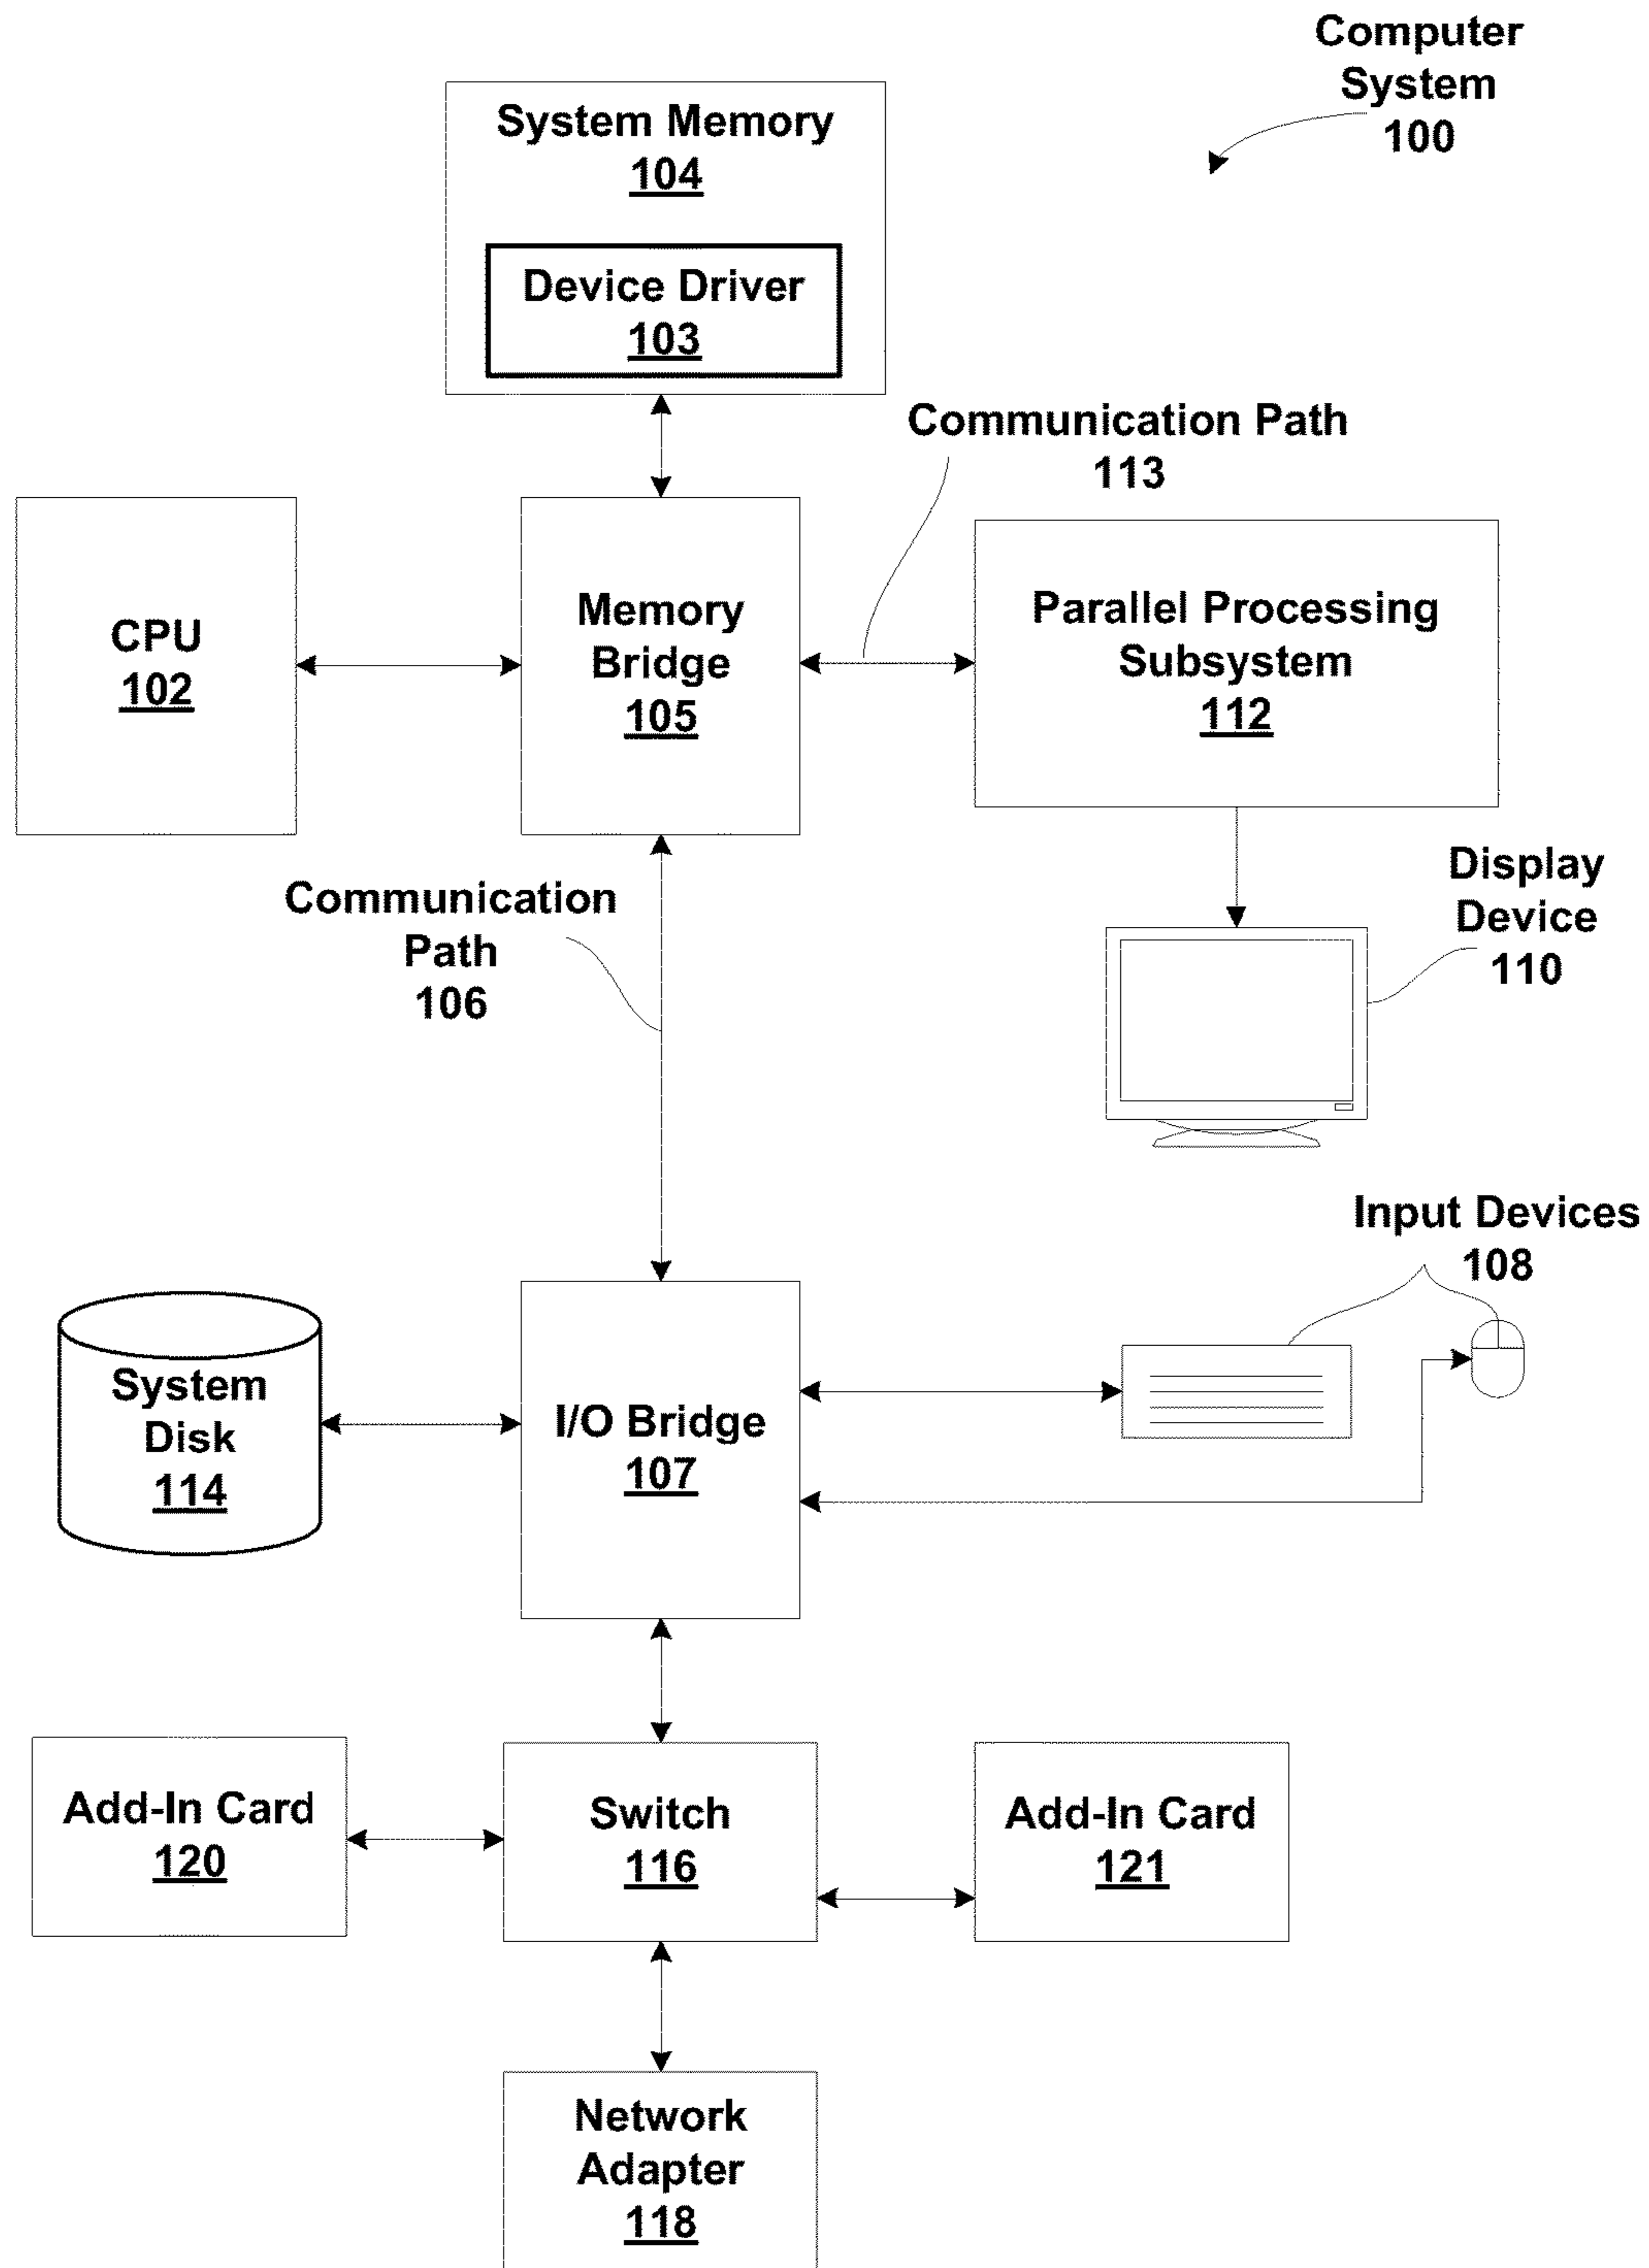 Computer
System
100
System Memory
104
Device Driver
103
Communication Path
113
CPU
102
Memory
Bridge
105
Parallel Processing
Subsystem
112
Communication
Path
106
Display
Device
110
Input Devices
108
System
Disk
114
I/O Bridge
107
Add-In Card
120
Switch
116
Add-In Card
121
Network
Adapter
118